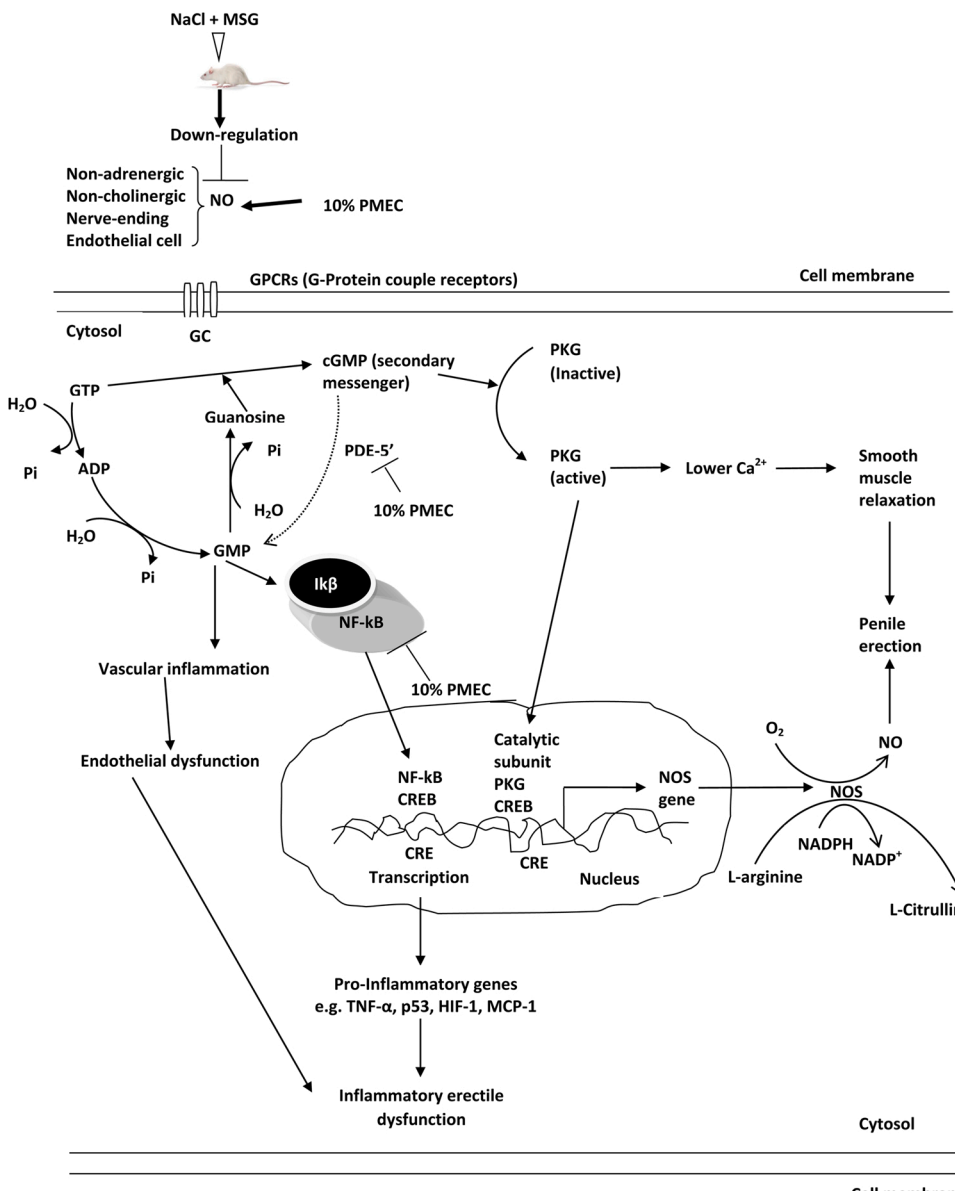 NaCl + MSG
Down-regulation
Non-adrenergic
Non-cholinergic
Nerve-ending
Endothelial cell
NO
10% PMEC
GPCRs (G-Protein couple receptors)
Cell membrane
Cytosol
GC
cGMP (secondary
messenger)
PKG
(Inactive)
GTP
H₂O
Guanosine
Pi
Pi
ADP
PDE-5’
H₂O
10% PMEC
PKG
(active)
Lower Ca²⁺
Smooth
muscle
relaxation
H₂O
GMP
Pi
Ikβ
NF-kB
Penile
erection
Vascular inflammation
10% PMEC
Endothelial dysfunction
Catalytic
subunit
PKG
CREB
NF-kB
CREB
NOS
gene
O₂
NO
NOS
NADPH
NADP⁺
L-arginine
CRE
CRE
Transcription
Nucleus
L-Citrullin
Pro-Inflammatory genes
e.g. TNF-α, p53, HIF-1, MCP-1
Inflammatory erectile
dysfunction
Cytosol
Cell membran